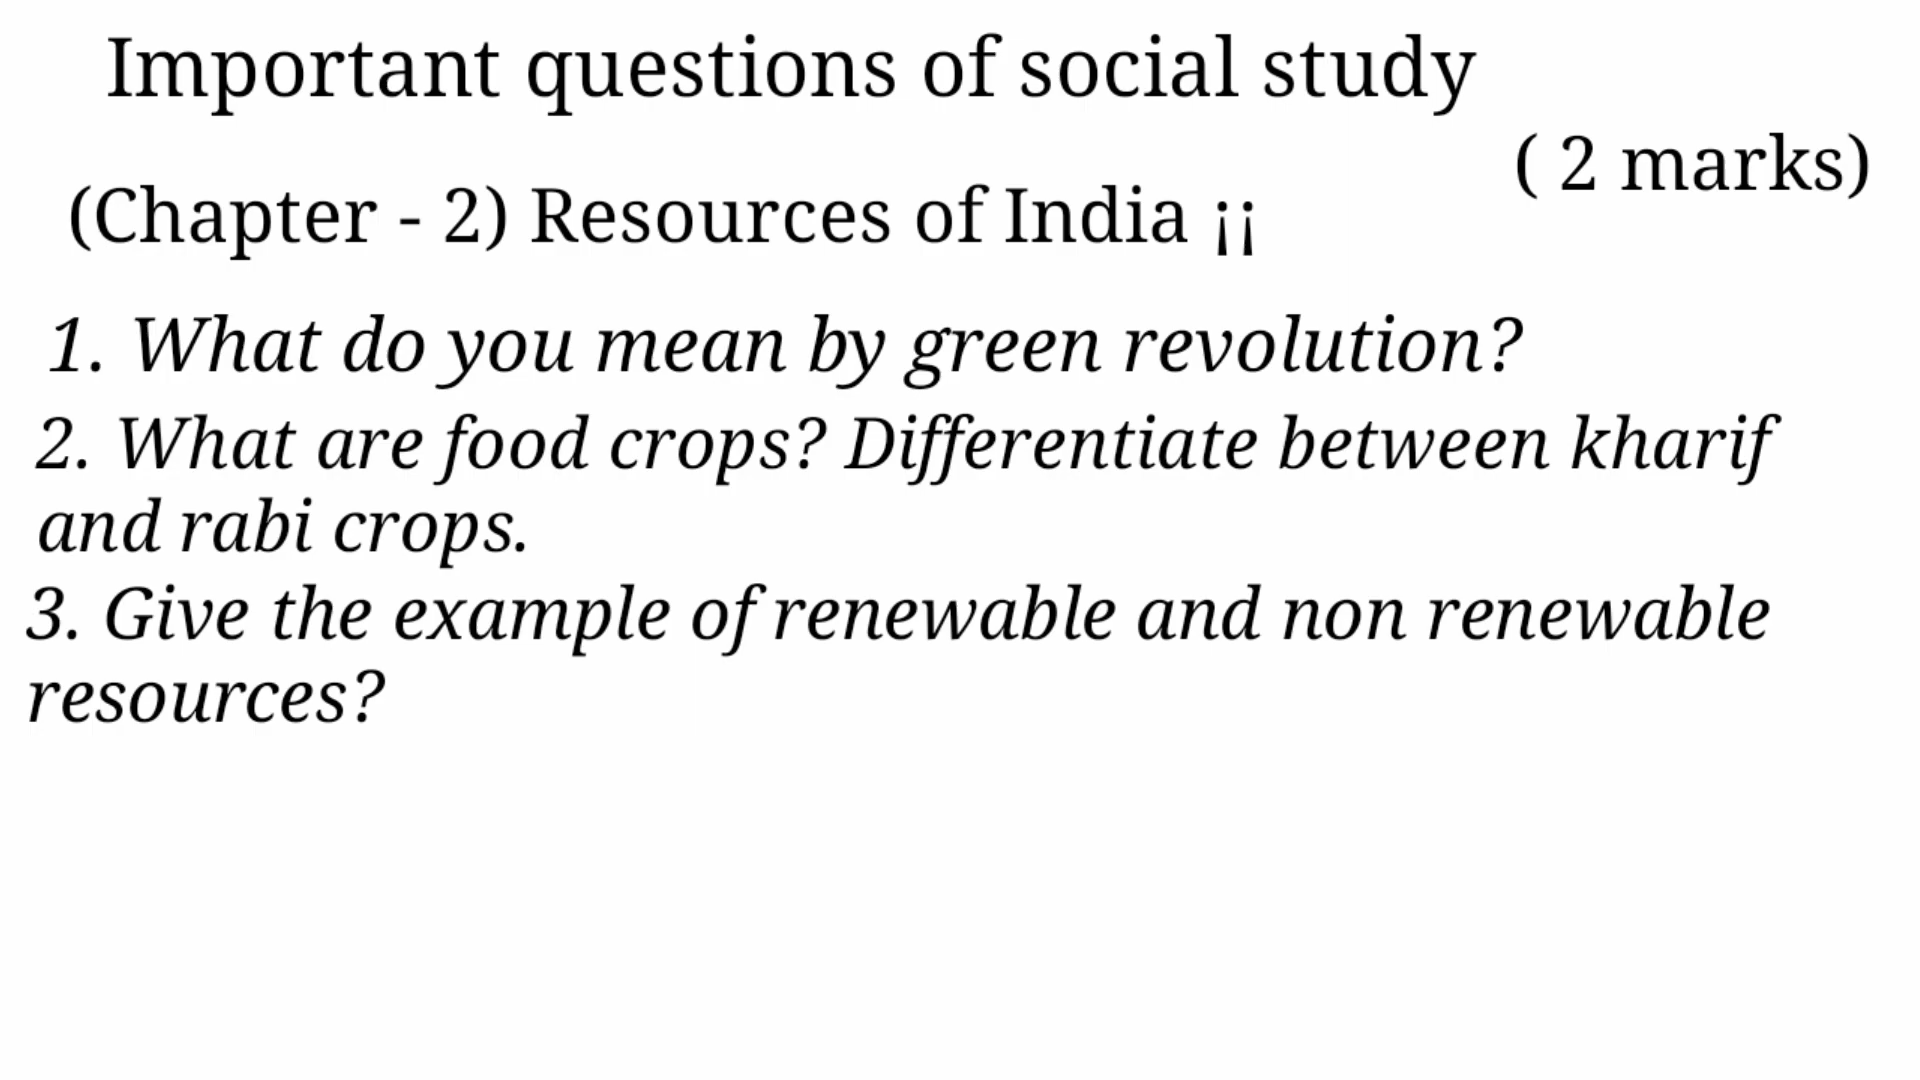 Important questions of social study
( 2 marks)
(Chapter - 2) Resources of India ¡¡
1. What do you mean by green revolution?
2. What are food crops? Differentiate between kharif
and rabi crops.
3. Give the example of renewable and non renewable
resources?